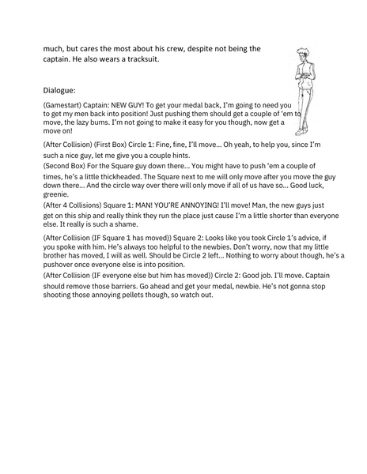 much, but cares the most about his crew, despite not being the
captain. He also wears a tracksuit.
Dialogue:
(Gamestart) Captain: NEW GUY! To get your medal back, I'm going to need you
to get my men back into position! Just pushing them should get a couple of 'em to
move, the lazy bums. I'm not going to make it easy for you though, now get a
move on!
(After Collision) (First Box) Circle 1: Fine, fine, I'll move... Oh yeah, to help you, since I'm
such a nice guy, let me give you a couple hints.
(Second Box) For the Square guy down there... You might have to push 'em a couple of
times, he's a little thickheaded. The Square next to me will only move after you move the guy
down there... And the circle way over there will only move if all of us have so... Good luck,
greenie.
(After 4 Collisions) Square 1: MAN! YOU'RE ANNOYING! I'll move! Man, the new guys just
get on this ship and really think they run the place just cause I'm a little shorter than everyone
else. It really is such a shame.
(After Collision (IF Square 1 has moved)) Square 2: Looks like you took Circle 1's advice, if
you spoke with him. He's always too helpful to the newbies. Don't worry, now that my little
brother has moved, I will as well. Should be Circle 2 left... Nothing to worry about though, he's a
pushover once everyone else is into position.
(After Collision (IF everyone else but him has moved)) Circle 2: Good job. I'll move. Captain
should remove those barriers. Go ahead and get your medal, newbie. He's not gonna stop
shooting those annoying pellets though, so watch out.